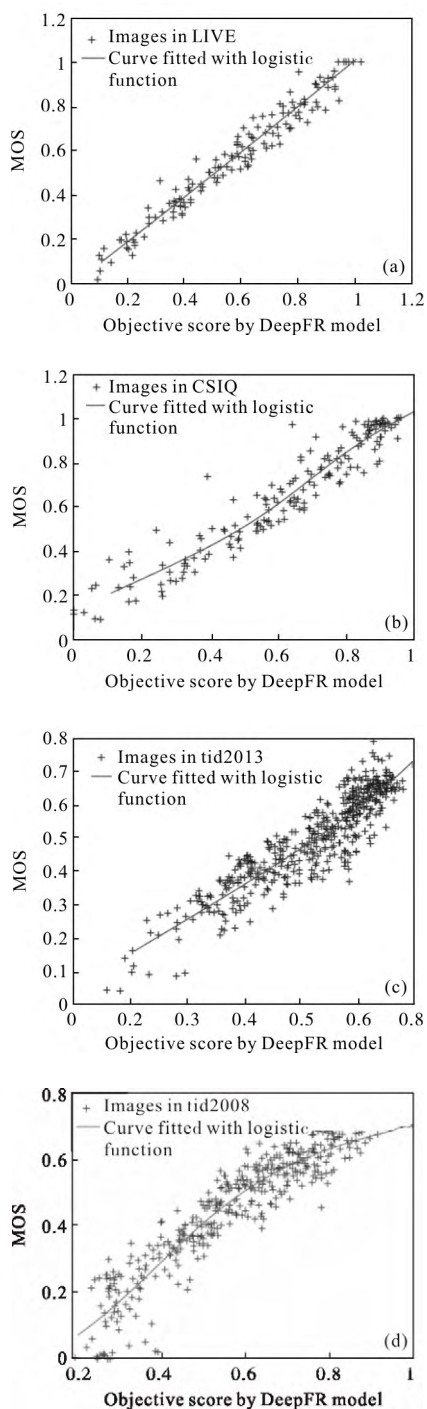 1.2
Images in LIVE
Curve fitted with logistic
function
1.0
0.8
0.6
0.4
0.2
0
MOS
(a)
0 0.2 0.4 0.6 0.8 1 1.2
Objective score by DeepFR model
1.2
Images in CSIQ
Curve fitted with logistic
function
1
0.8
0.6
0.4
0.2
0
MOS
(b)
0 0.2 0.4 0.6 0.8 1
Objective score by DeepFR model
0.8
Images in tid2013
Curve fitted with logistic
function
0.7
0.6
0.5
0.4
0.3
0.2
0.1
0
MOS
(c)
0 0.2 0.3 0.4 0.5 0.6 0.7 0.8
Objective score by DeepFR model
0.8
Images in tid2008
Curve fitted with logistic
function
0.6
0.4
0.2
0
MOS
(d)
0.2 0.3 0.4 0.5 0.6 0.7 0.8 1
Objective score by DeepFR model